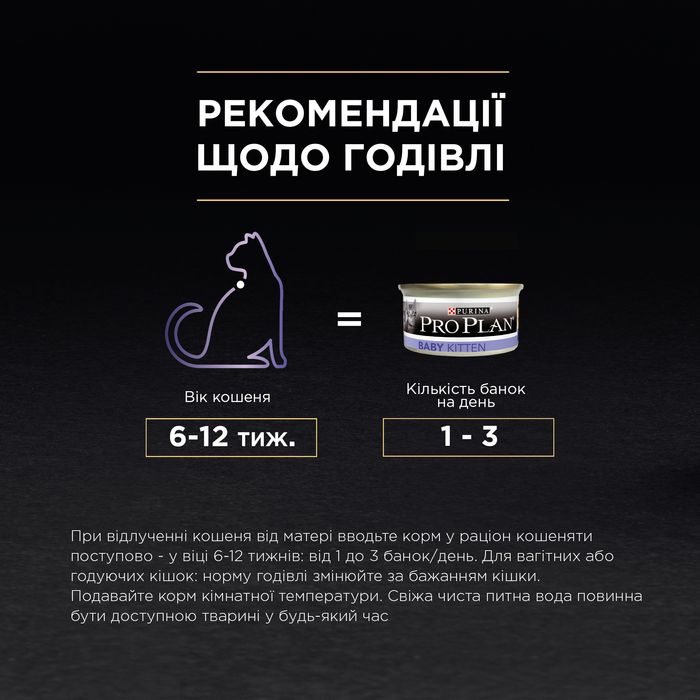 РЕКОМЕНДАЦІЇ
ЩОДО ГОДІВЛІ
PURINA
PRO PLAN
BABY KITTEN
=
Вік кошеня
6-12 тиж.
Кількість банок
на день
1 - 3
При відлученні кошеня від матері вводьте корм у раціон кошеняти
поступово - у віці 6-12 тижнів: від 1 до 3 банок/день. Для вагітних або
годуючих кішок: норму годівлі змінюйте за бажанням кішки.
Подавайте корм кімнатної температури. Свіжа чиста питна вода повинна
бути доступною тварині у будь-який час